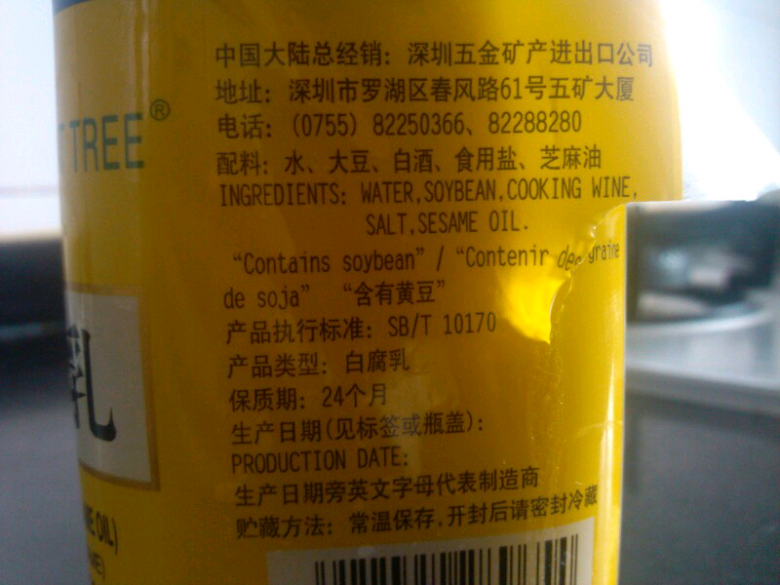 中国大陆总经销：深圳五金矿产进出口公司
地址：深圳市罗湖区春风路61号五矿大厦
电话：(0755) 82250366、82288280
TREE®
配料：水、大豆、白酒、食用盐、芝麻油
INGREDIENTS: WATER,SOYBEAN,COOKING WINE,
SALT,SESAME OIL.
“Contains soybean” / “Contenir des graine
de soja” “含有黄豆”
产品执行标准：SB/T 10170
产品类型：白腐乳
保质期：24个月
生产日期(见标签或瓶盖)：
PRODUCTION DATE:
生产日期旁英文字母代表制造商
贮藏方法：常温保存,开封后请密封冷藏
乳
OIL)